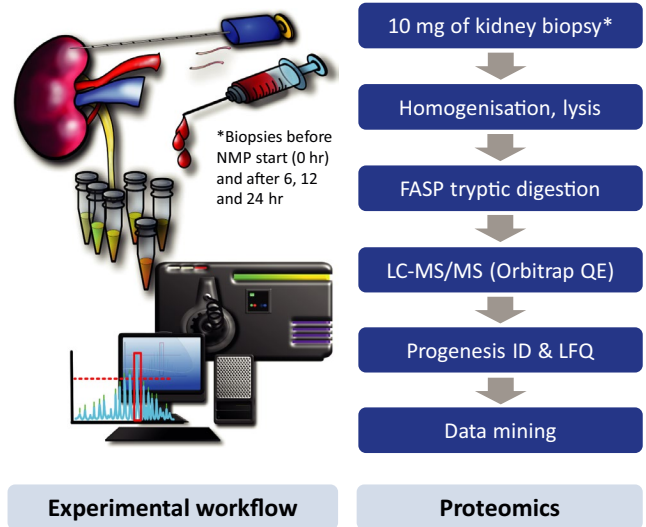 *Biopsies before
NMP start (0 hr)
and after 6, 12
and 24 hr
Experimental workflow
10 mg of kidney biopsy*
Homogenisation, lysis
FASP tryptic digestion
LC-MS/MS (Orbitrap QE)
Progenesis ID & LFQ
Data mining
Proteomics